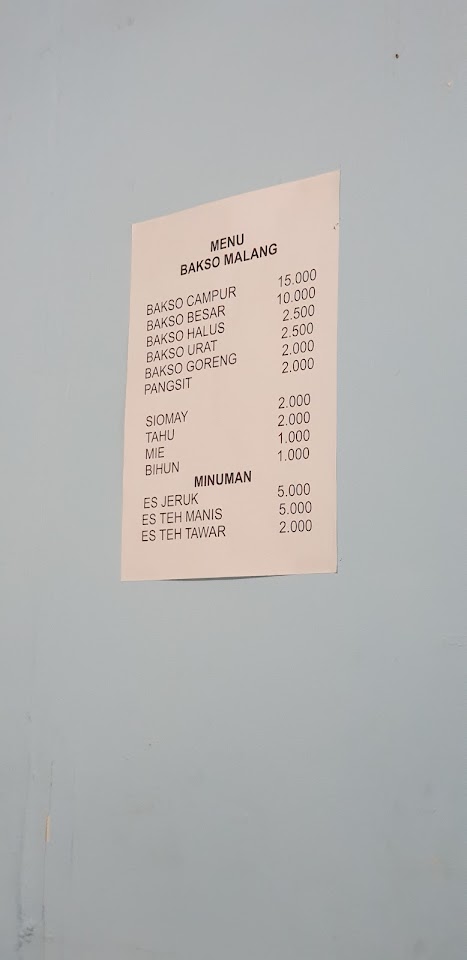 MENU
BAKSO MALANG
BAKSO CAMPUR 15.000
BAKSO BESAR 10.000
BAKSO HALUS 2.500
BAKSO URAT 2.500
BAKSO GORENG 2.000
PANGSIT 2.000
SIOMAY 2.000
TAHU 2.000
MIE 1.000
BIHUN 1.000
MINUMAN
ES JERUK 5.000
ES TEH MANIS 5.000
ES TEH TAWAR 2.000